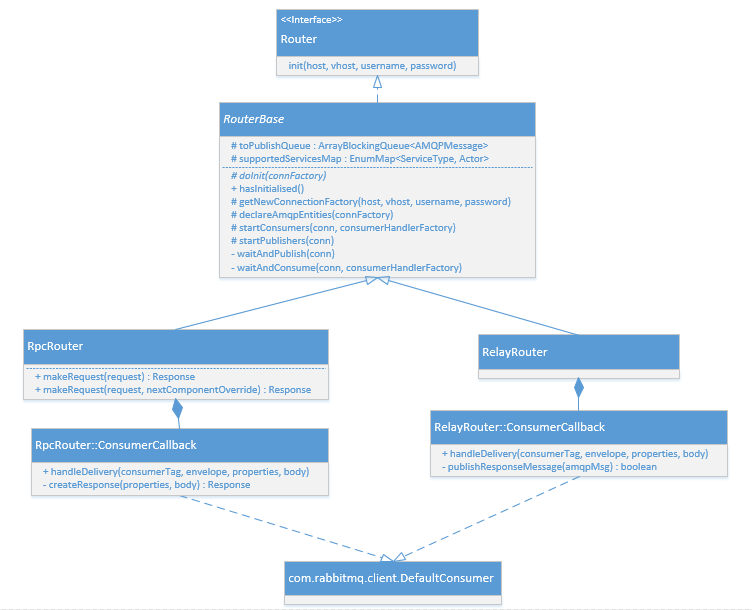 <<Interface>>
Router
init(host, vhost, username, password)
RouterBase
# toPublishQueue : ArrayBlockingQueue<AMQPMessage>
# supportedServicesMap : EnumMap<ServiceType, Actor>
# doInit(connFactory)
+ hasInitialised()
# getNewConnectionFactory(host, vhost, username, password)
# declareAmqpEntities(connFactory)
# startConsumers(conn, consumerHandlerFactory)
# startPublishers(conn)
- waitAndPublish(conn)
- waitAndConsume(conn, consumerHandlerFactory)
RpcRouter
+ makeRequest(request) : Response
+ makeRequest(request, nextComponentOverride) : Response
RelayRouter
RpcRouter::ConsumerCallback
+ handleDelivery(consumerTag, envelope, properties, body)
- createResponse(properties, body) : Response
RelayRouter::ConsumerCallback
+ handleDelivery(consumerTag, envelope, properties, body)
- publishResponseMessage(amqpMsg) : boolean
com.rabbitmq.client.DefaultConsumer